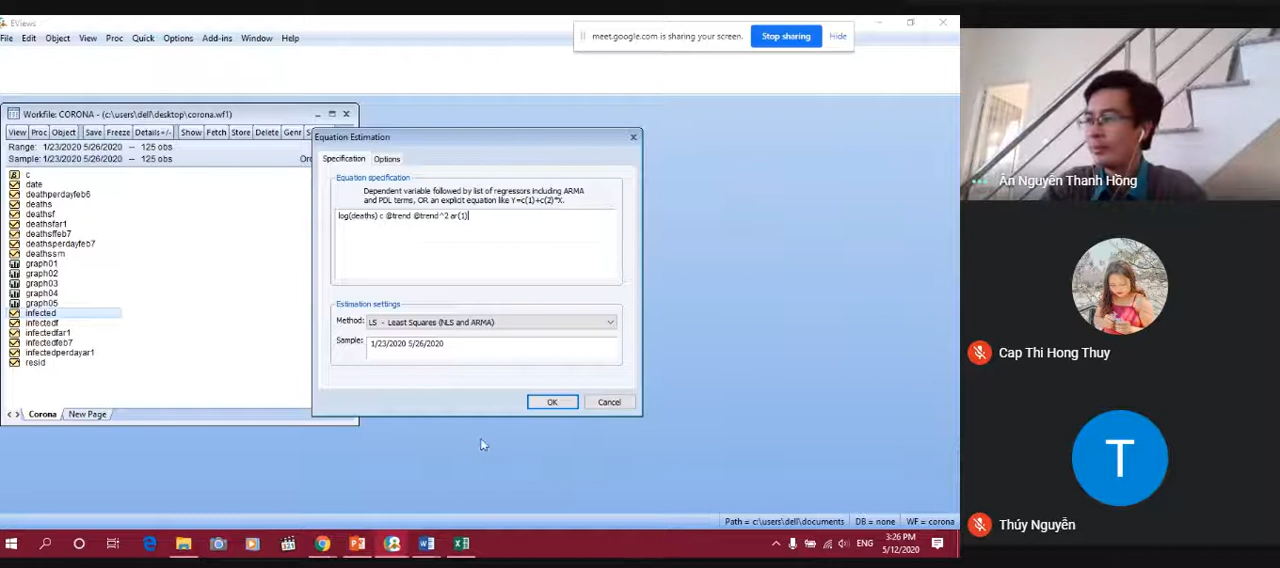 EViews
meet.google.com is sharing your screen. Stop sharing Hide
File Edit Object View Proc Quick Options Add-ins Window Help
Workfile: CORONA - (c:\users\dell\desktop\corona.wf1)
View Proc Object Save Freeze Details+/- Show Fetch Store Delete Genr S
Range: 1/23/2020 5/26/2020 -- 125 obs
Sample: 1/23/2020 5/26/2020 -- 125 obs Orc
c
date
deathperdayfeb6
deaths
deathsf
deathsfar1
deathsffeb7
deathsperdayfeb7
deathssm
graph01
graph02
graph03
graph04
graph05
infected
infectedf
infectedfar1
infectedfeb7
infectedperdayar1
resid
Corona New Page
Equation Estimation
Specification Options
Equation specification
Dependent variable followed by list of regressors including ARMA
and PDL terms, OR an explicit equation like Y=c(1)+c(2)*X.
log(deaths) c @trend @trend^2 ar(1)
Estimation settings
Method: LS - Least Squares (NLS and ARMA)
Sample: 1/23/2020 5/26/2020
OK Cancel
Path = c:\users\dell\documents DB = none WF = corona
ENG
3:26 PM
5/12/2020
Ân Nguyễn Thanh Hồng
Cap Thi Hong Thuy
T
Thúy Nguyễn